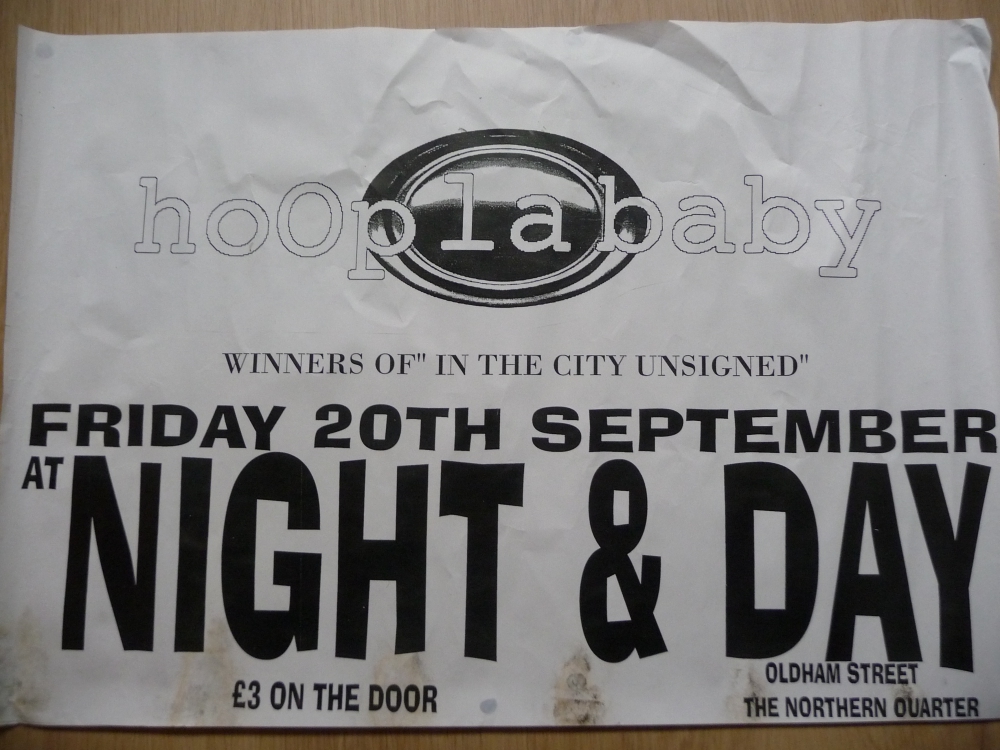 ho0plababy
WINNERS OF" IN THE CITY UNSIGNED"
FRIDAY 20TH SEPTEMBER
AT NIGHT & DAY
OLDHAM STREET
£3 ON THE DOOR
THE NORTHERN QUARTER